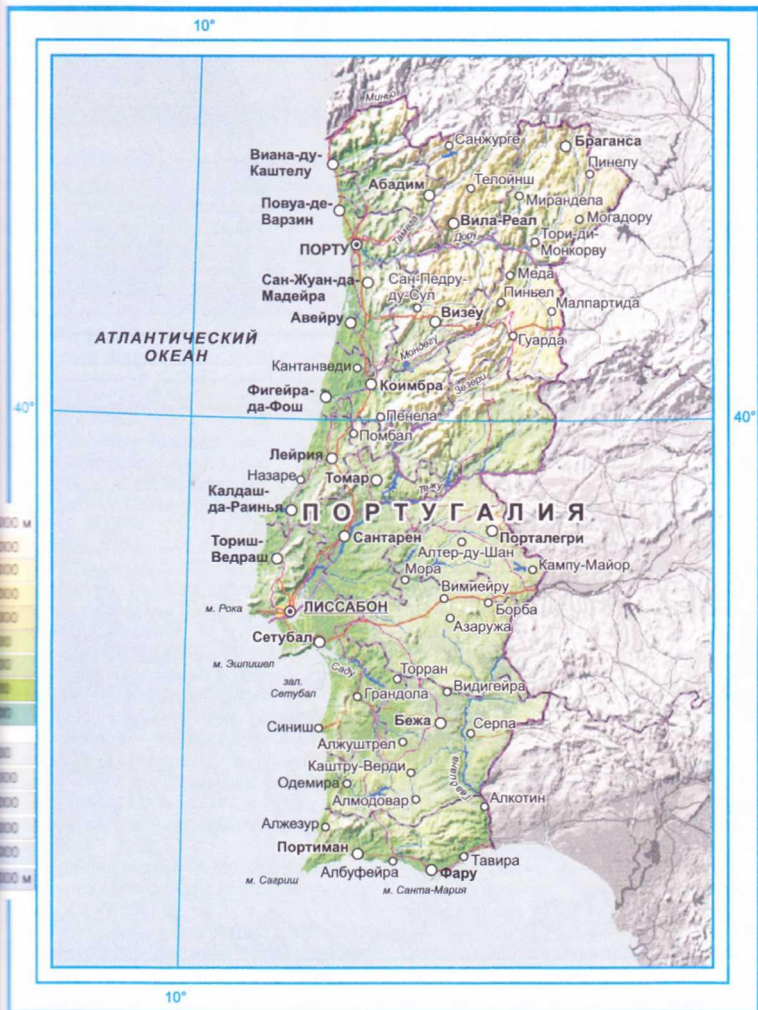 10°
Миньо
Санжурге
Браганса
Виана-ду-
Каштелу
Пинелу
Абадим
Телоинш
Мирандела
Повуа-де-
Варзин
Могадору
Вила-Реал
Тамега
Дору
Тори-ди-
Монкорву
ПОРТУ
Меда
Сан-Жуан-да-
Мадейра
Сан-Педру-
ду-Сул
Пиньел
Малпартида
Авейру
Визеу
Гуарда
АТЛАНТИЧЕСКИЙ
ОКЕАН
Мондегу
Кантанведи
Коимбра
Зезери
Фигейра-
да-Фош
40°
40°
Пенела
Помбал
Лейрия
Назаре
Томар
Калдаш-
да-Раинья
Тежу
ПОРТУГАЛИЯ
Порталегри
Сантарен
Алтер-ду-Шан
Ториш-
Ведраш
Кампу-Майор
Мора
Вимиейру
м. Рока
ЛИССАБОН
Борба
Азаружа
Сетубал
м. Эшпишел
Саду
Торран
зал.
Сетубал
Грандола
Видигейра
Синиш
Бежа
Серпа
Алжуштрел
Каштру-Верди
Гвадиана
Одемира
Алмодовар
Алкотин
Алжезур
Портиман
Тавира
Албуфейра
Фару
м. Сагриш
м. Санта-Мария
10°